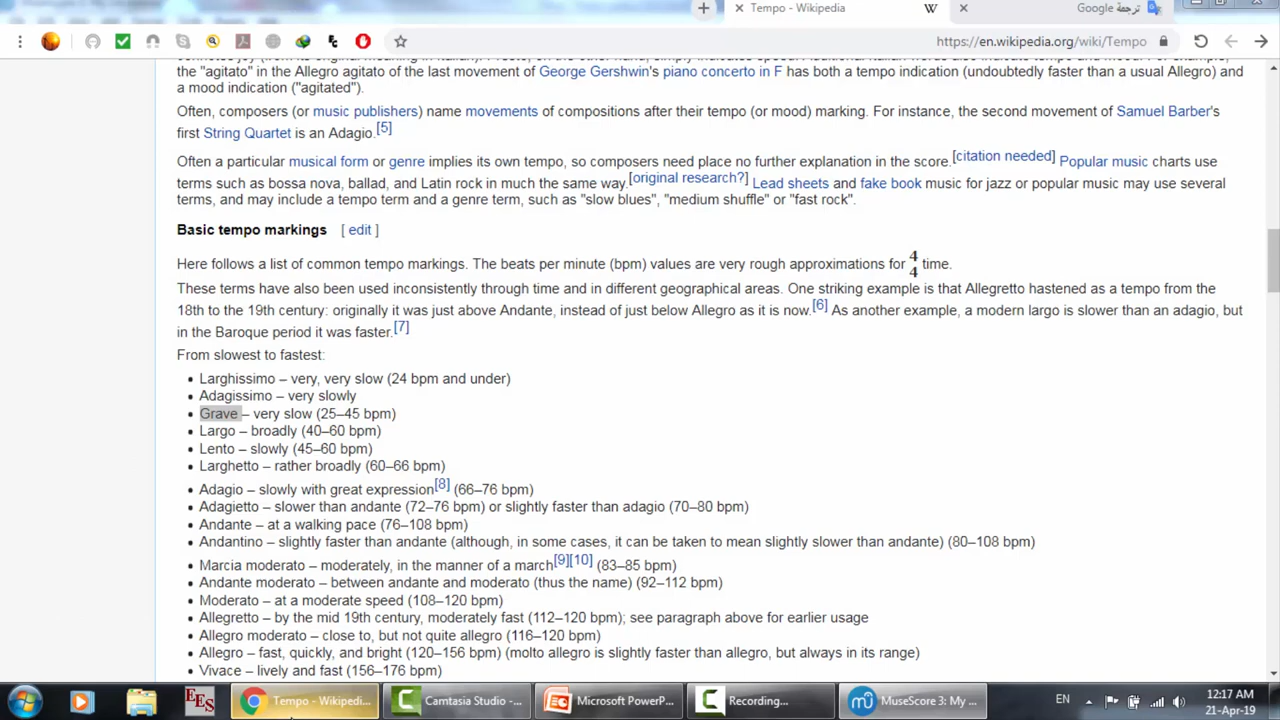 Tempo - Wikipedia
W
ترجمة Google
https://en.wikipedia.org/wiki/Tempo
the "agitato" in the Allegro agitato of the last movement of George Gershwin's piano concerto in F has both a tempo indication (undoubtedly faster than a usual Allegro) and
a mood indication ("agitated").
Often, composers (or music publishers) name movements of compositions after their tempo (or mood) marking. For instance, the second movement of Samuel Barber's
first String Quartet is an Adagio.[5]
Often a particular musical form or genre implies its own tempo, so composers need place no further explanation in the score.[citation needed] Popular music charts use
terms such as bossa nova, ballad, and Latin rock in much the same way.[original research?] Lead sheets and fake book music for jazz or popular music may use several
terms, and may include a tempo term and a genre term, such as "slow blues", "medium shuffle" or "fast rock".
Basic tempo markings [ edit ]
Here follows a list of common tempo markings. The beats per minute (bpm) values are very rough approximations for 4/4 time.
These terms have also been used inconsistently through time and in different geographical areas. One striking example is that Allegretto hastened as a tempo from the
18th to the 19th century: originally it was just above Andante, instead of just below Allegro as it is now.[6] As another example, a modern largo is slower than an adagio, but
in the Baroque period it was faster.[7]
From slowest to fastest:
• Larghissimo – very, very slow (24 bpm and under)
• Adagissimo – very slowly
• Grave – very slow (25–45 bpm)
• Largo – broadly (40–60 bpm)
• Lento – slowly (45–60 bpm)
• Larghetto – rather broadly (60–66 bpm)
• Adagio – slowly with great expression[8] (66–76 bpm)
• Adagietto – slower than andante (72–76 bpm) or slightly faster than adagio (70–80 bpm)
• Andante – at a walking pace (76–108 bpm)
• Andantino – slightly faster than andante (although, in some cases, it can be taken to mean slightly slower than andante) (80–108 bpm)
• Marcia moderato – moderately, in the manner of a march[9][10] (83–85 bpm)
• Andante moderato – between andante and moderato (thus the name) (92–112 bpm)
• Moderato – at a moderate speed (108–120 bpm)
• Allegretto – by the mid 19th century, moderately fast (112–120 bpm); see paragraph above for earlier usage
• Allegro moderato – close to, but not quite allegro (116–120 bpm)
• Allegro – fast, quickly, and bright (120–156 bpm) (molto allegro is slightly faster than allegro, but always in its range)
• Vivace – lively and fast (156–176 bpm)
EES
Tempo - Wikipedi...
Camtasia Studio -...
Microsoft PowerP...
Recording...
MuseScore 3: My ...
EN
12:17 AM
21-Apr-19